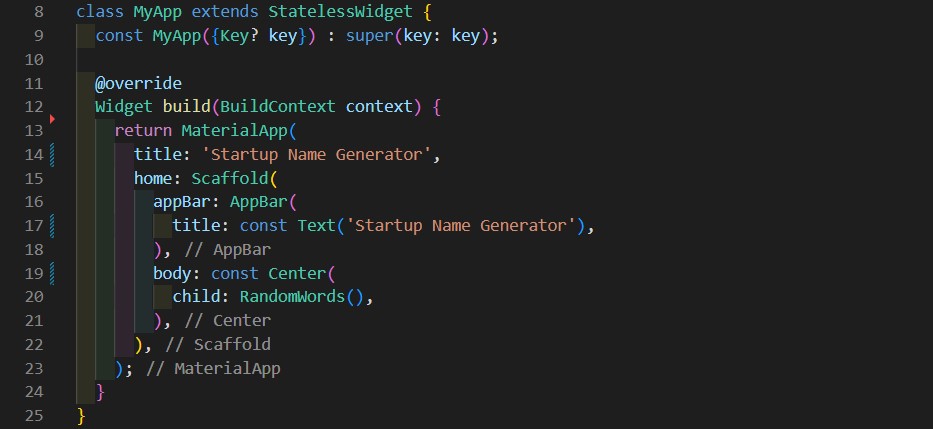 8 class MyApp extends StatelessWidget {
9   const MyApp({Key? key}) : super(key: key);
10
11   @override
12   Widget build(BuildContext context) {
13     return MaterialApp(
14       title: 'Startup Name Generator',
15       home: Scaffold(
16         appBar: AppBar(
17           title: const Text('Startup Name Generator'),
18         ), // AppBar
19         body: const Center(
20           child: RandomWords(),
21         ), // Center
22       ), // Scaffold
23     ); // MaterialApp
24   }
25 }